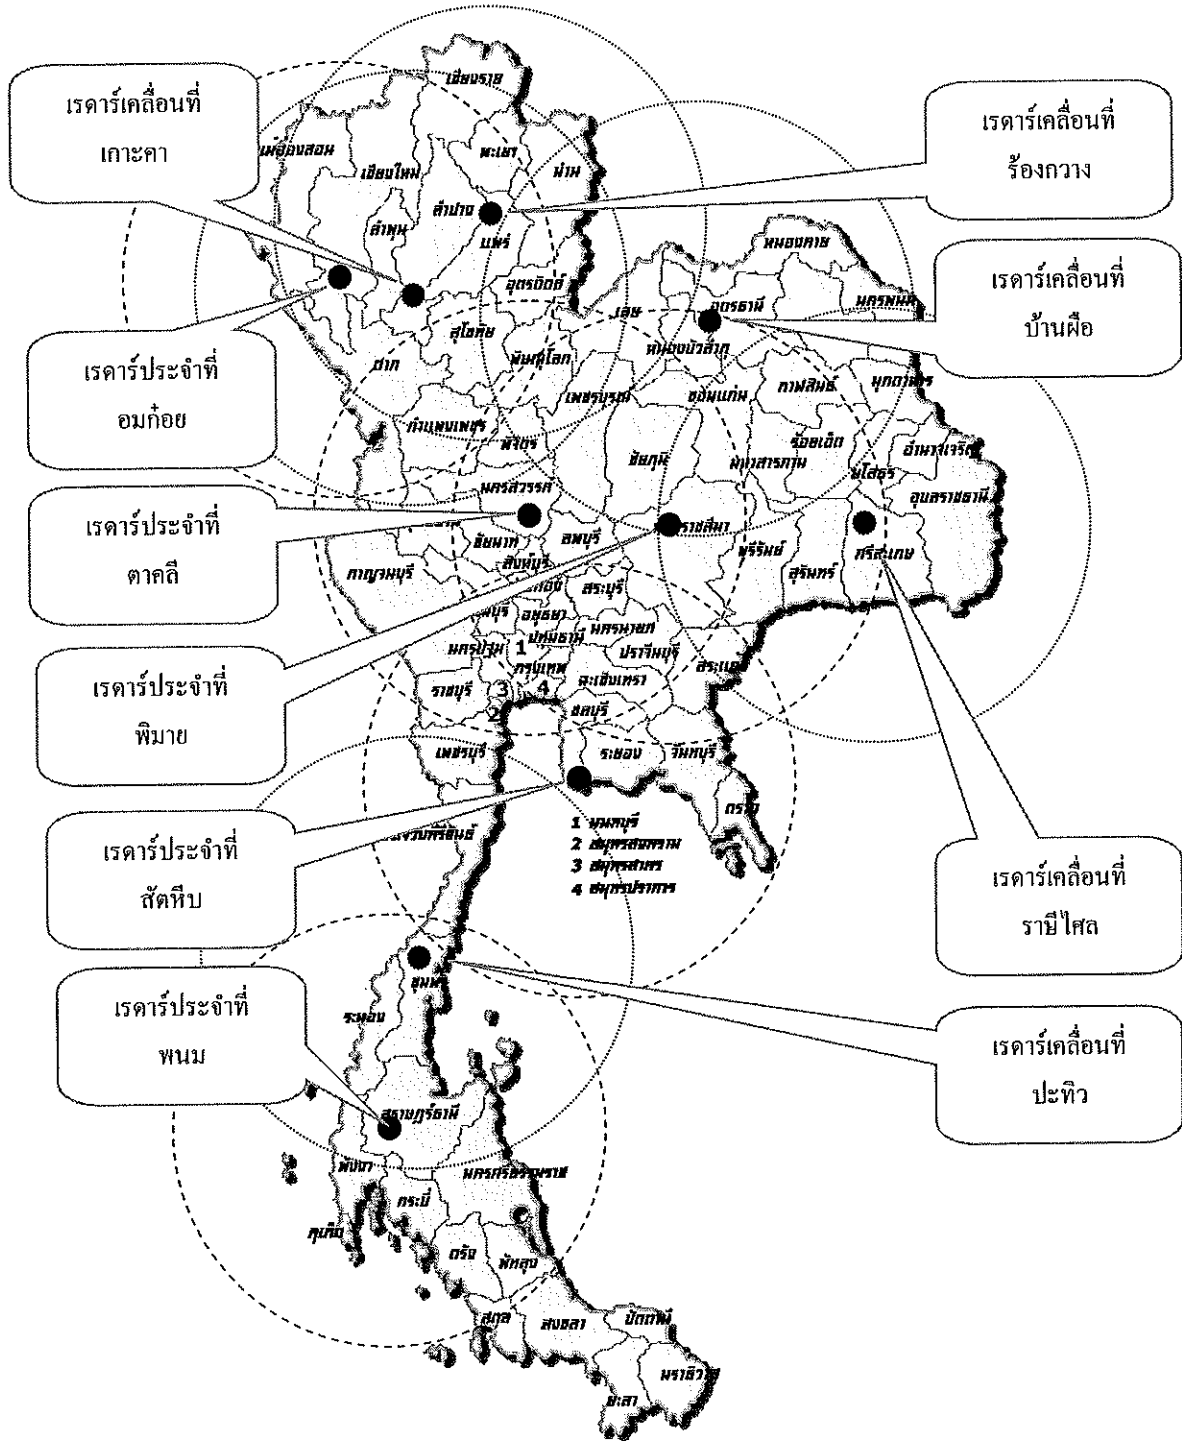 เรดาร์เคลื่อนที่
เกาะคา
เรดาร์เคลื่อนที่
ร้องกวาง
เรดาร์เคลื่อนที่
บ้านผือ
เรดาร์ประจำที่
อมก๋อย
เรดาร์ประจำที่
ตาคลี
เรดาร์ประจำที่
พิมาย
เรดาร์ประจำที่
สัตหีบ
เรดาร์ประจำที่
พนม
เรดาร์เคลื่อนที่
ราษีไศล
เรดาร์เคลื่อนที่
ปะทิว
เชียงราย
พะเยา
น่าน
เชียงใหม่
ลำปาง
ลำพูน
แพร่
อุตรดิตถ์
สุโขทัย
ตาก
พิษณุโลก
เลย
หนองคาย
อุดรธานี
นครพนม
หนองบัวลำภู
กำแพงเพชร
พิจิตร
เพชรบูรณ์
ขอนแก่น
กาฬสินธุ์
มุกดาหาร
ชัยภูมิ
มหาสารคาม
ร้อยเอ็ด
ยโสธร
อำนาจเจริญ
อุบลราชธานี
นครสวรรค์
ชัยนาท
ลพบุรี
ราชสีมา
บุรีรัมย์
สุรินทร์
ศรีสะเกษ
กาญจนบุรี
สิงห์บุรี
สระบุรี
อยุธยา
นครนายก
ปทุมธานี
ปราจีนบุรี
สระแก
นครปฐม
1
กรุงเทพ
ฉะเชิงเทรา
ราชบุรี
3
4
2
ชลบุรี
เพชรบุรี
ระยอง
จันทบุรี
ตราด
1 นนทบุรี
2 สมุทรสงคราม
3 สมุทรสาคร
4 สมุทรปราการ
ชุมพร
ระนอง
สุราษฎร์ธานี
พังงา
นครศรีธรรมราช
กระบี่
ภูเก็ต
ตรัง
พัทลุง
สตูล
สงขลา
ปัตตานี
ยะลา
นราธิวาส